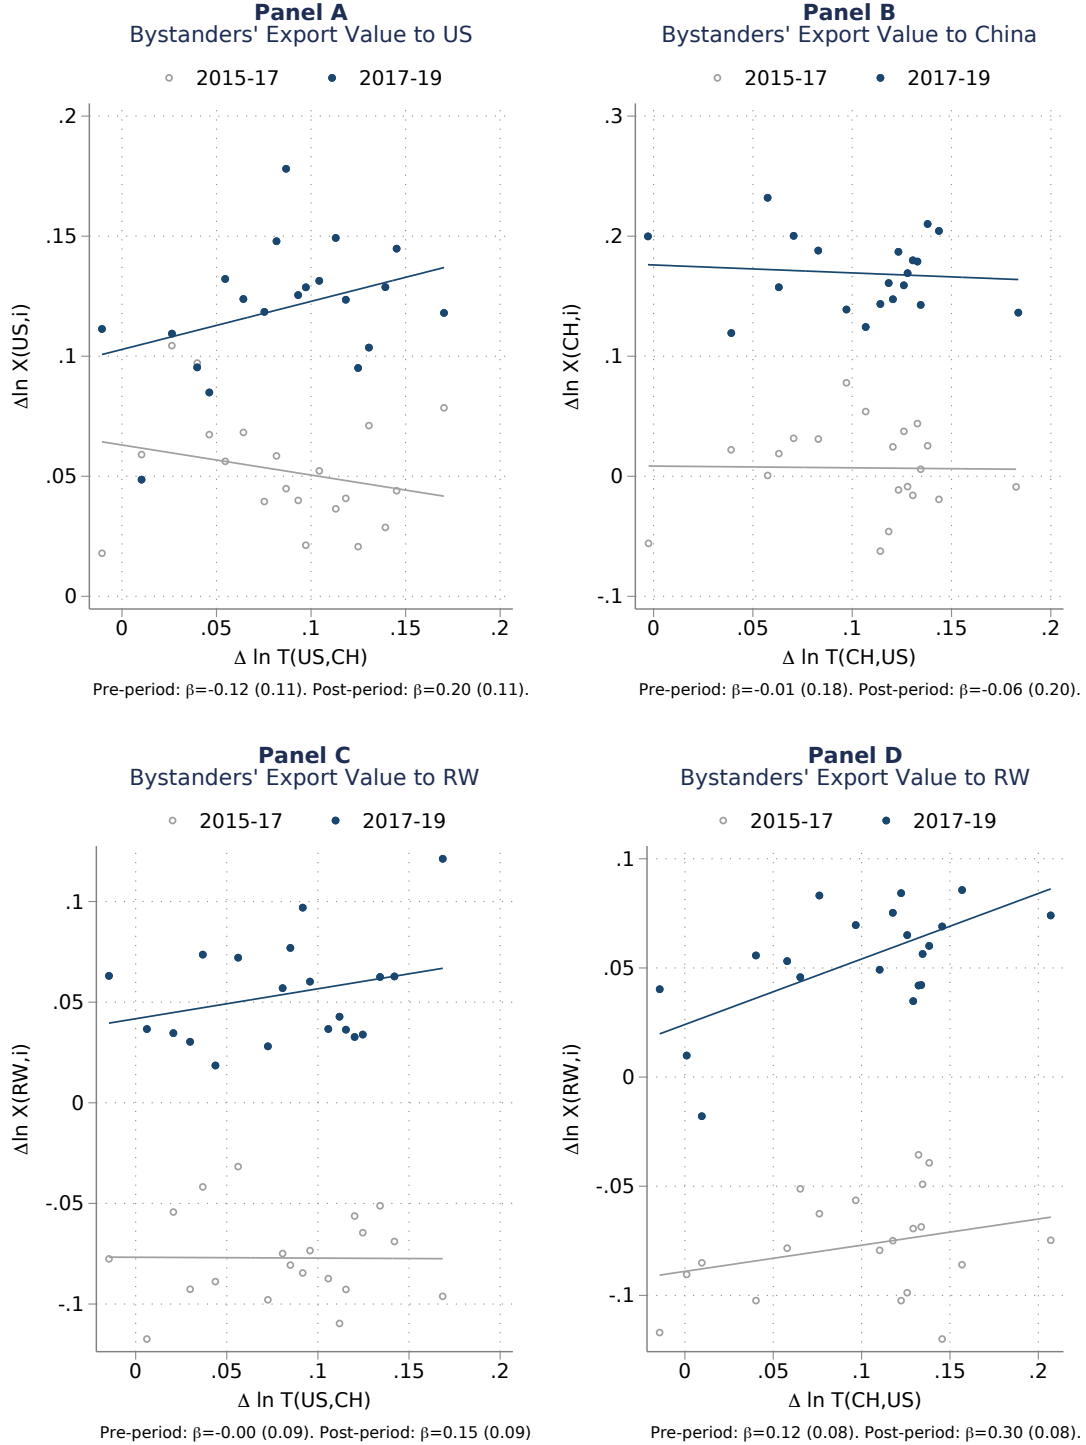 Panel A
Bystanders' Export Value to US
2015-17 2017-19
.2
.15
.1
.05
0
Δln X(US,i)
0 .05 .1 .15 .2
Δ ln T(US,CH)
Pre-period: β=-0.12 (0.11). Post-period: β=0.20 (0.11).
Panel B
Bystanders' Export Value to China
2015-17 2017-19
.3
.2
.1
0
-.1
Δln X(CH,i)
0 .05 .1 .15 .2
Δ ln T(CH,US)
Pre-period: β=-0.01 (0.18). Post-period: β=-0.06 (0.20).
Panel C
Bystanders' Export Value to RW
2015-17 2017-19
.1
.05
0
-.05
-.1
Δln X(RW,i)
0 .05 .1 .15 .2
Δ ln T(US,CH)
Pre-period: β=-0.00 (0.09). Post-period: β=0.15 (0.09)
Panel D
Bystanders' Export Value to RW
2015-17 2017-19
.1
.05
0
-.05
-.1
Δln X(RW,i)
0 .05 .1 .15 .2
Δ ln T(CH,US)
Pre-period: β=0.12 (0.08). Post-period: β=0.30 (0.08).